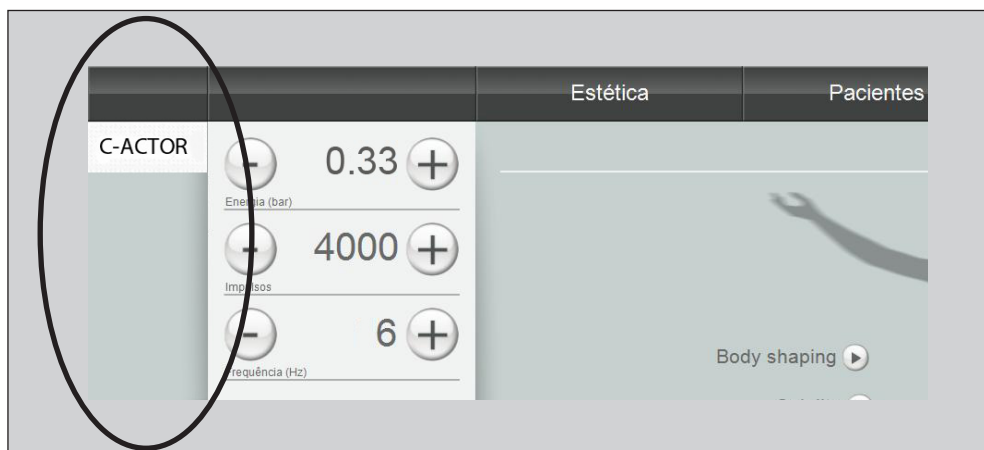 Estética Pacientes
C-ACTOR
0.33
Energia (bar)
4000
Impulsos
6
Frequência (Hz)
Body shaping